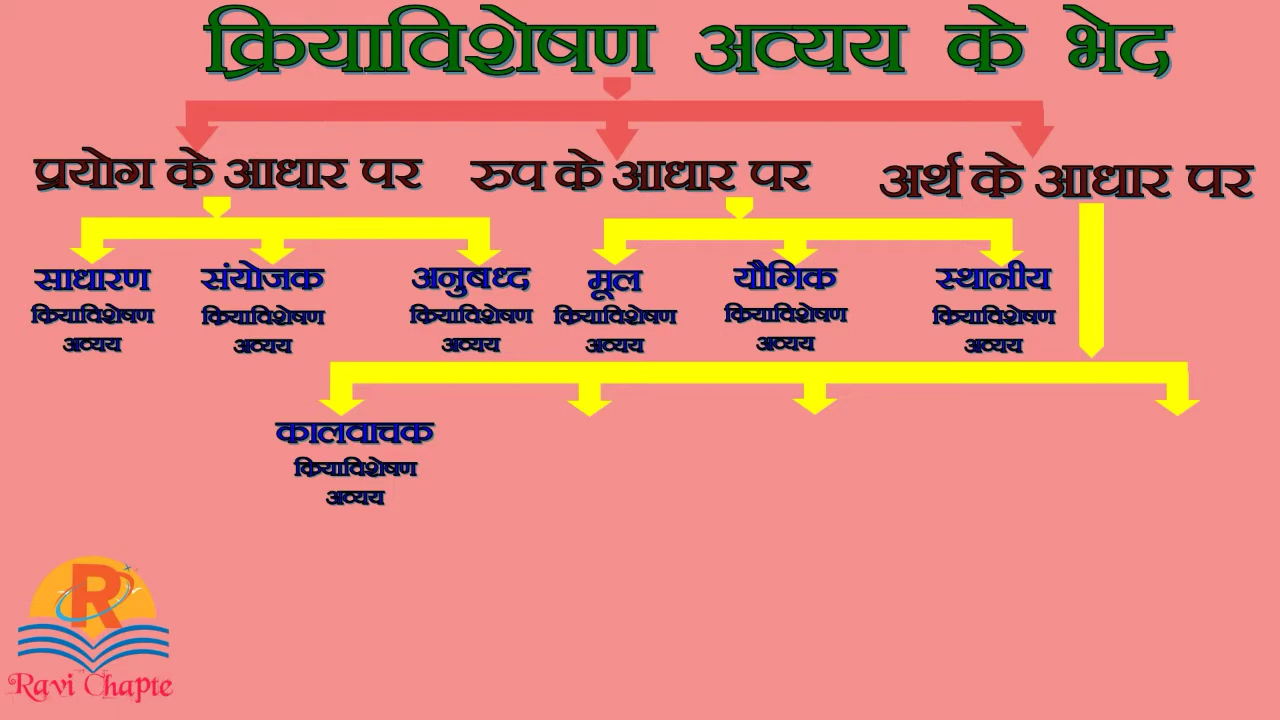 क्रियाविशेषण अव्यय के भेद
प्रयोग के आधार पर
रुप के आधार पर
अर्थ के आधार पर
साधारण
क्रियाविशेषण
अव्यय
संयोजक
क्रियाविशेषण
अव्यय
अनुबध्द
क्रियाविशेषण
अव्यय
मूल
क्रियाविशेषण
अव्यय
यौगिक
क्रियाविशेषण
अव्यय
स्थानीय
क्रियाविशेषण
अव्यय
कालवाचक
क्रियाविशेषण
अव्यय
R
Ravi Chapte